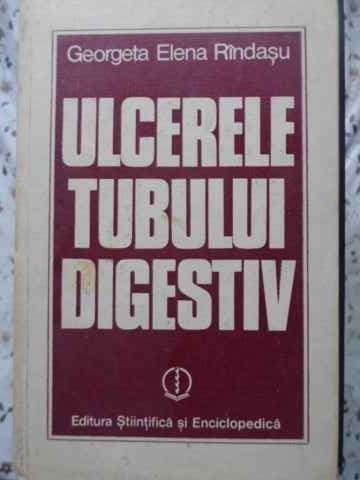 Georgeta Elena Rîndașu
ULCERELE
TUBULUI
DIGESTIV
Editura Științifică și Enciclopedică